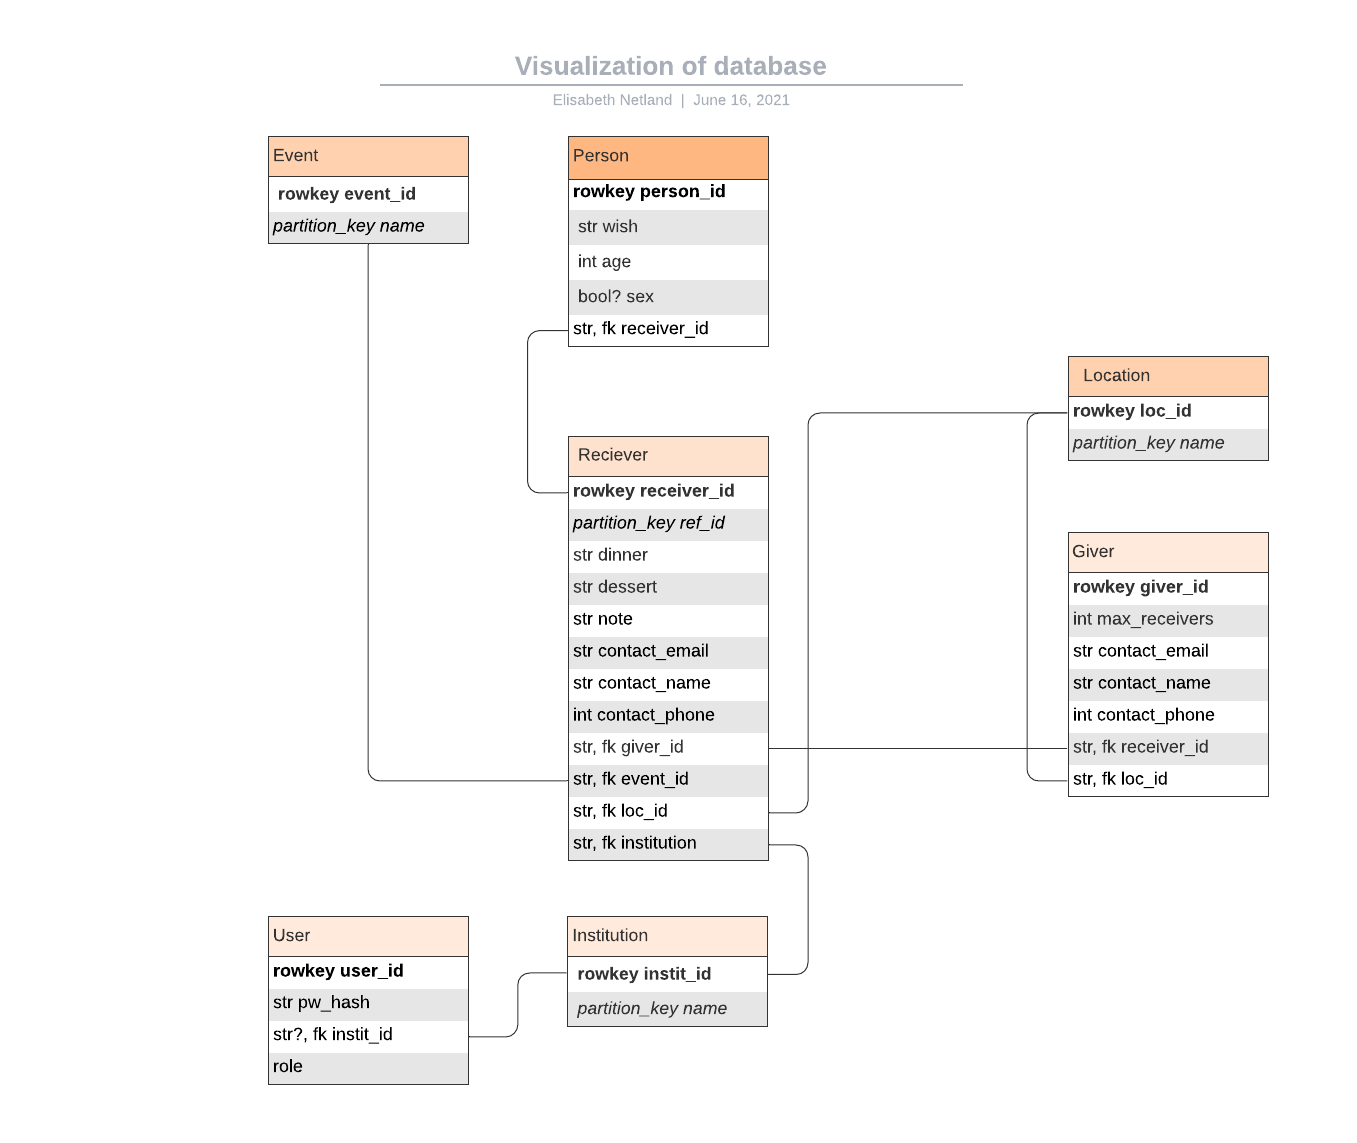 Visualization of database
Elisabeth Netland | June 16, 2021
Event
rowkey event_id
partition_key name
Person
rowkey person_id
str wish
int age
bool? sex
str, fk receiver_id
Location
rowkey loc_id
partition_key name
Reciever
rowkey receiver_id
partition_key ref_id
str dinner
str dessert
str note
str contact_email
str contact_name
int contact_phone
str, fk giver_id
str, fk event_id
str, fk loc_id
str, fk institution
Giver
rowkey giver_id
int max_receivers
str contact_email
str contact_name
int contact_phone
str, fk receiver_id
str, fk loc_id
User
rowkey user_id
str pw_hash
str?, fk instit_id
role
Institution
rowkey instit_id
partition_key name